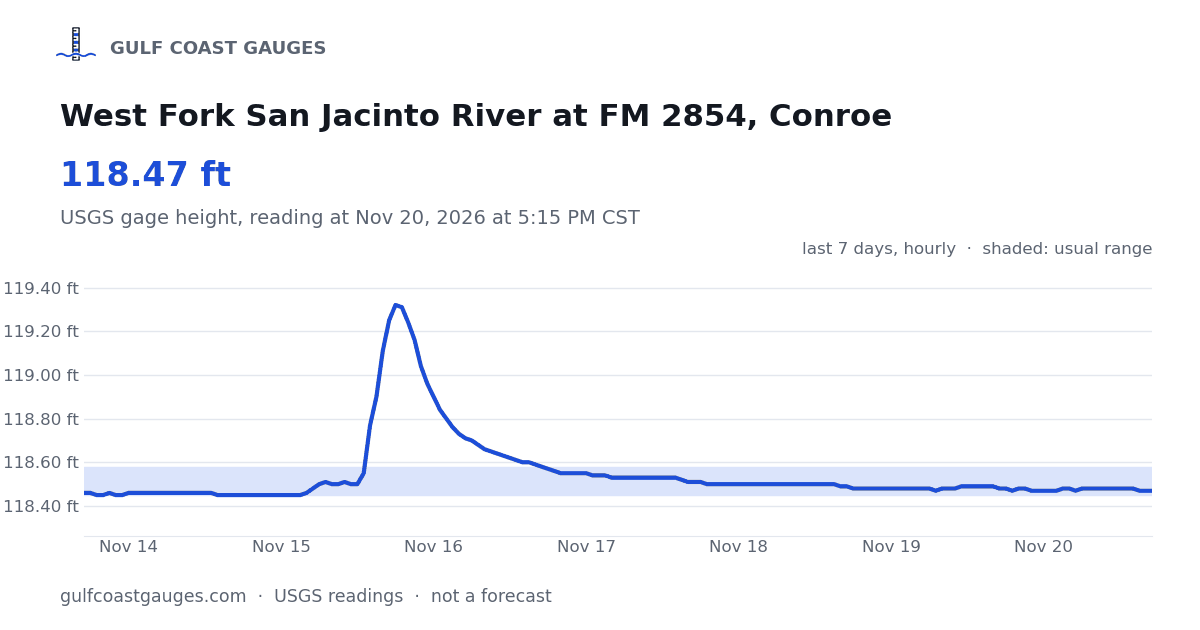 GULF COAST GAUGES
West Fork San Jacinto River at FM 2854, Conroe
118.47 ft
USGS gage height, reading at Nov 20, 2026 at 5:15 PM CST
last 7 days, hourly · shaded: usual range
119.40 ft
119.20 ft
119.00 ft
118.80 ft
118.60 ft
118.40 ft
Nov 14 Nov 15 Nov 16 Nov 17 Nov 18 Nov 19 Nov 20
gulfcoastgauges.com · USGS readings · not a forecast